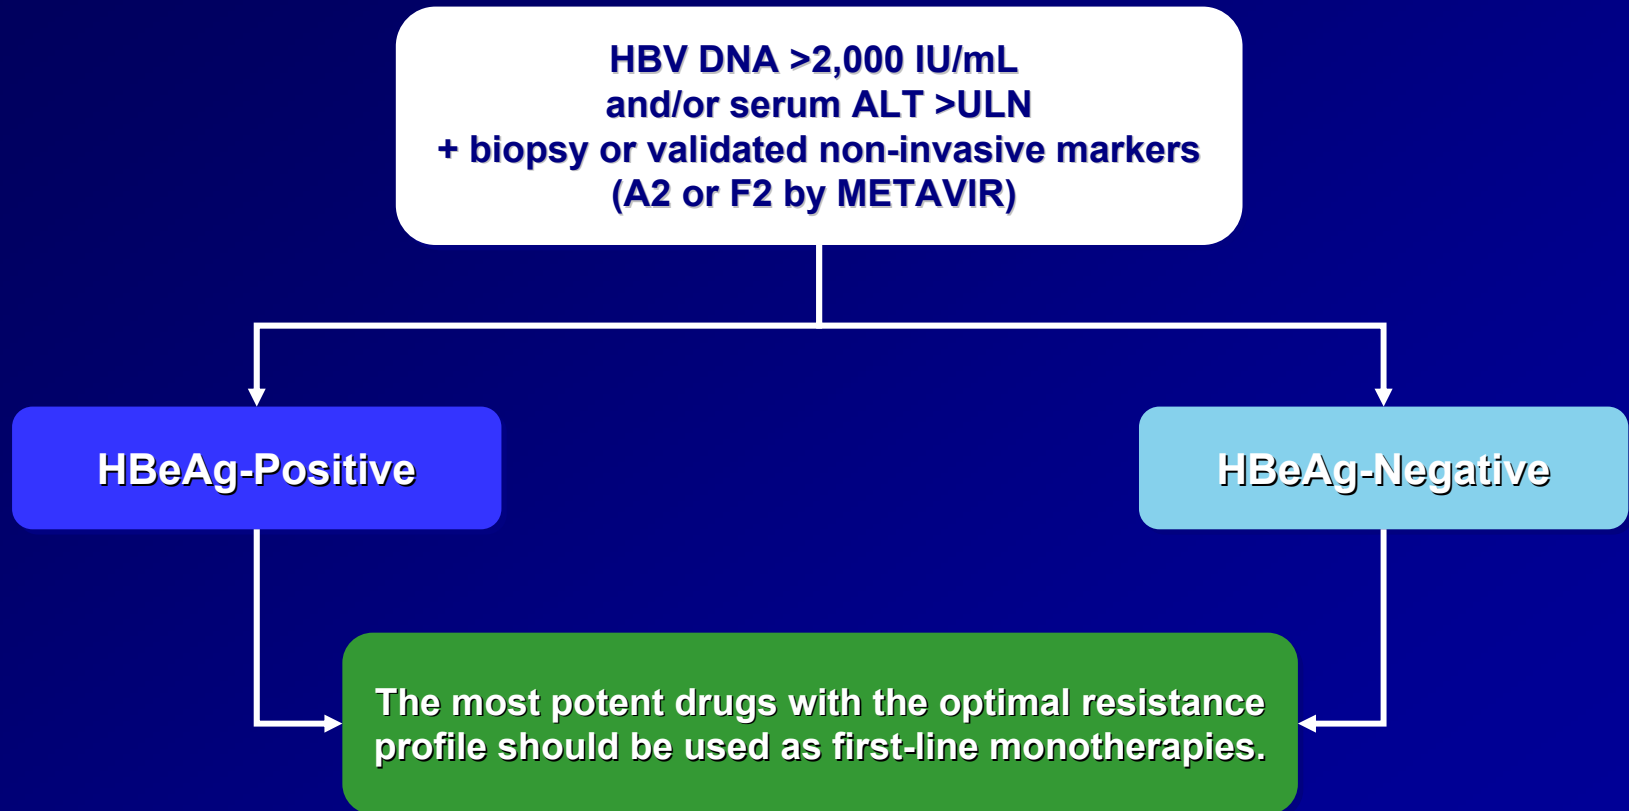 HBV DNA >2,000 IU/mL
and/or serum ALT >ULN
+ biopsy or validated non-invasive markers
(A2 or F2 by METAVIR)
HBeAg-Positive
HBeAg-Negative
The most potent drugs with the optimal resistance
profile should be used as first-line monotherapies.